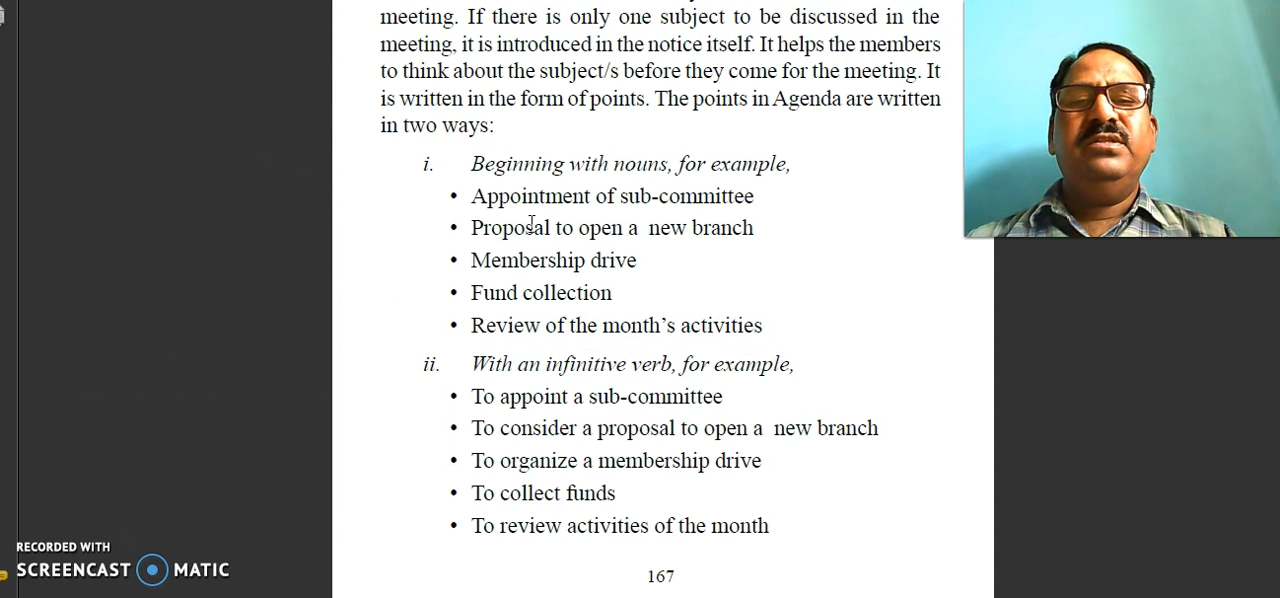 meeting. If there is only one subject to be discussed in the
meeting, it is introduced in the notice itself. It helps the members
to think about the subject/s before they come for the meeting. It
is written in the form of points. The points in Agenda are written
in two ways:
i. Beginning with nouns, for example,
• Appointment of sub-committee
• Proposal to open a new branch
• Membership drive
• Fund collection
• Review of the month's activities
ii. With an infinitive verb, for example,
• To appoint a sub-committee
• To consider a proposal to open a new branch
• To organize a membership drive
• To collect funds
• To review activities of the month
167
RECORDED WITH
SCREENCAST MATIC